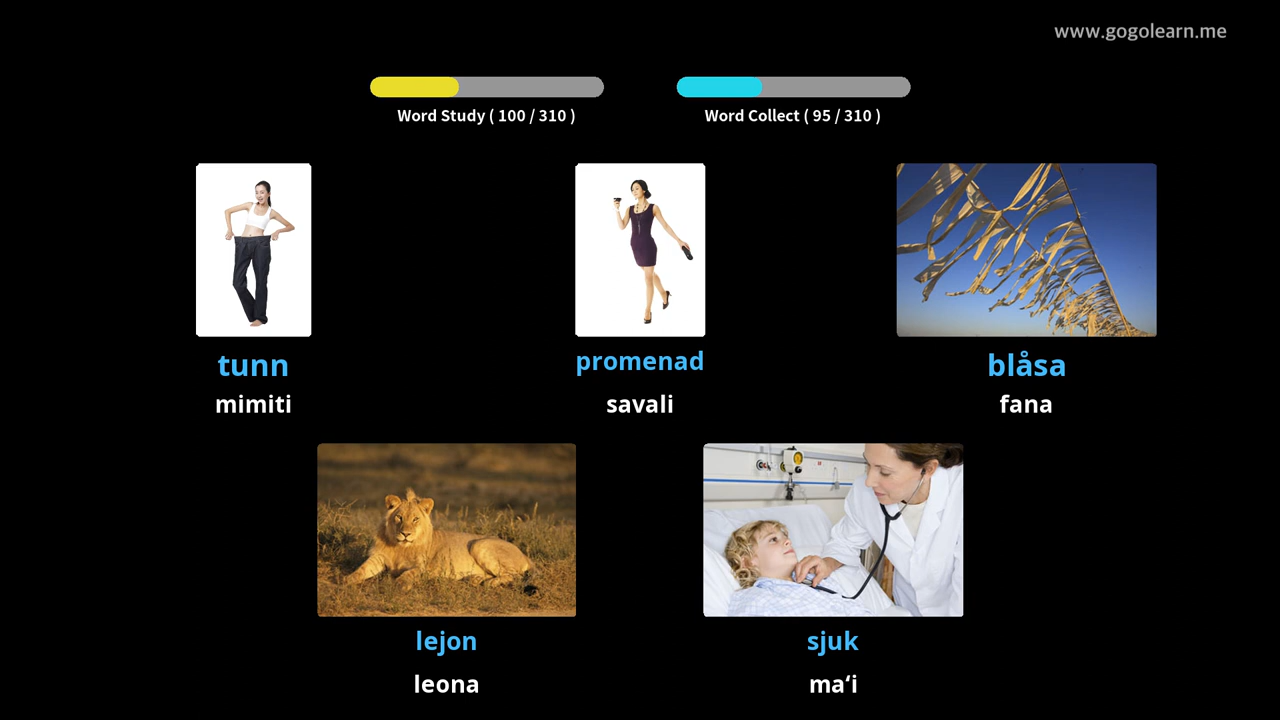 www.gogolearn.me
Word Study ( 100 / 310 )
Word Collect ( 95 / 310 )
tunn
mimiti
promenad
savali
blåsa
fana
lejon
leona
sjuk
ma‘i